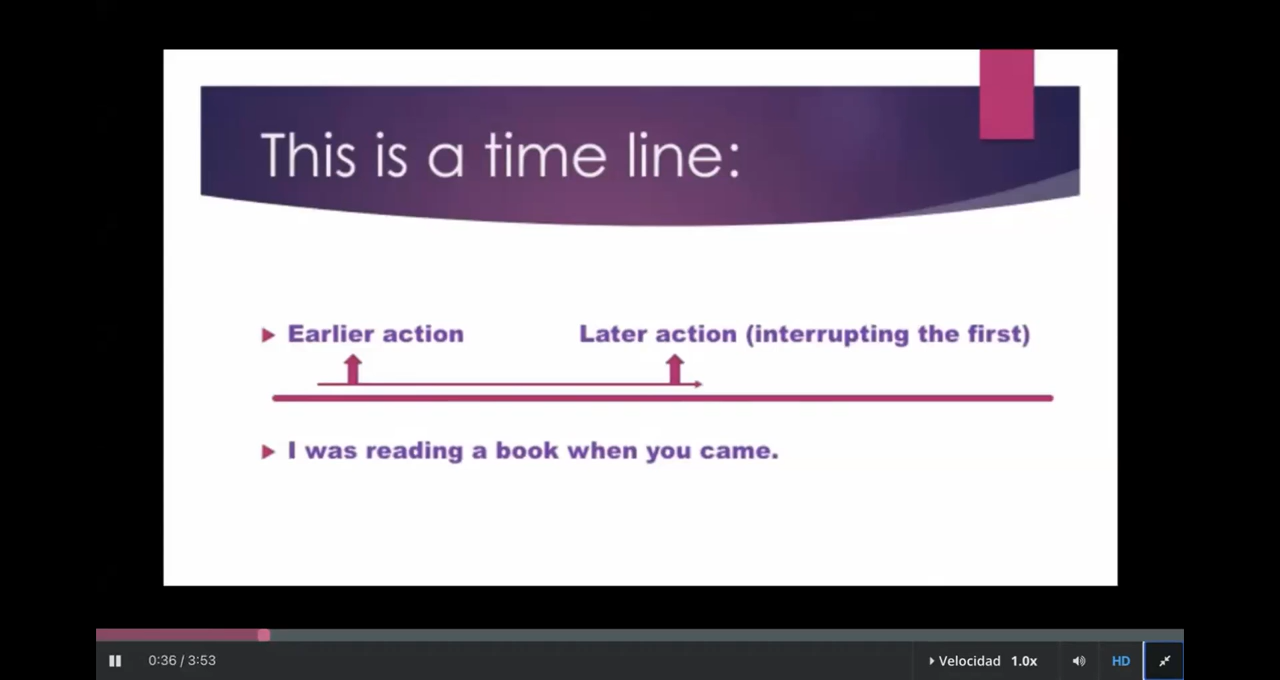 This is a time line:
Earlier action Later action (interrupting the first)
I was reading a book when you came.
0:36 / 3:53 Velocidad 1.0x HD